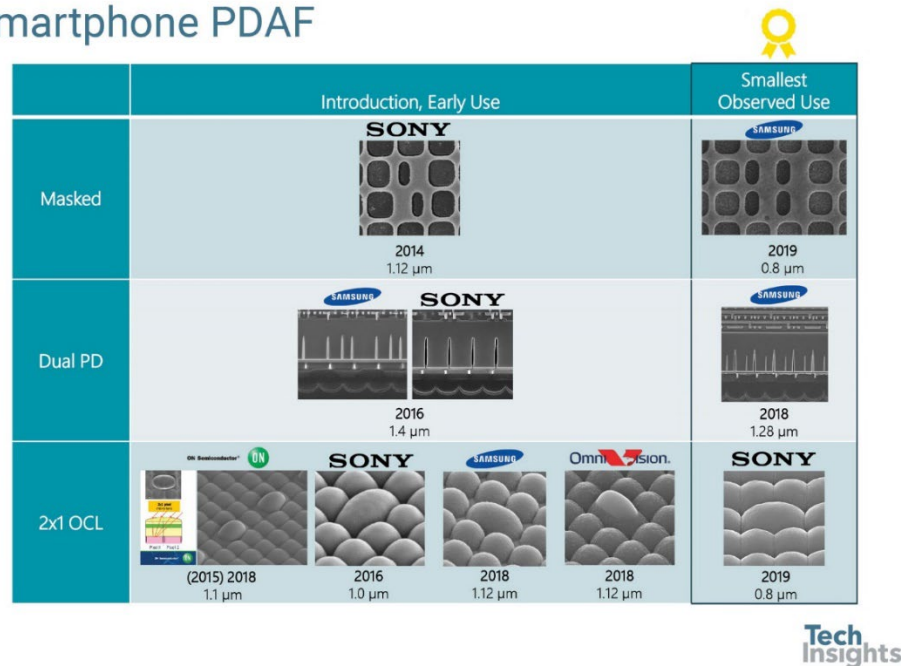 martphone PDAF
Introduction, Early Use
Smallest
Observed Use
Masked
SONY
2014
1.12 µm
SAMSUNG
2019
0.8 µm
Dual PD
SAMSUNG
SONY
2016
1.4 µm
SAMSUNG
2018
1.28 µm
2x1 OCL
ON Semiconductor
ON
(2015) 2018
1.1 µm
SONY
2016
1.0 µm
SAMSUNG
2018
1.12 µm
OmniVision
2018
1.12 µm
SONY
2019
0.8 µm
Tech
Insights